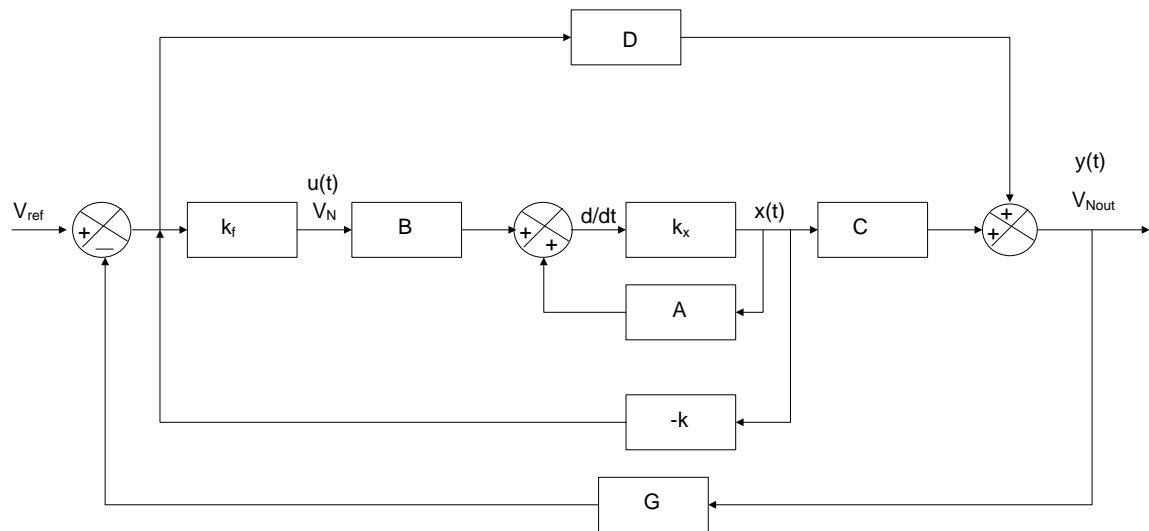 D
y(t)
V_Nout
u(t)
V_N
V_ref
+
—
k_f
B
+
+
d/dt
k_x
x(t)
C
+
+
A
-k
G